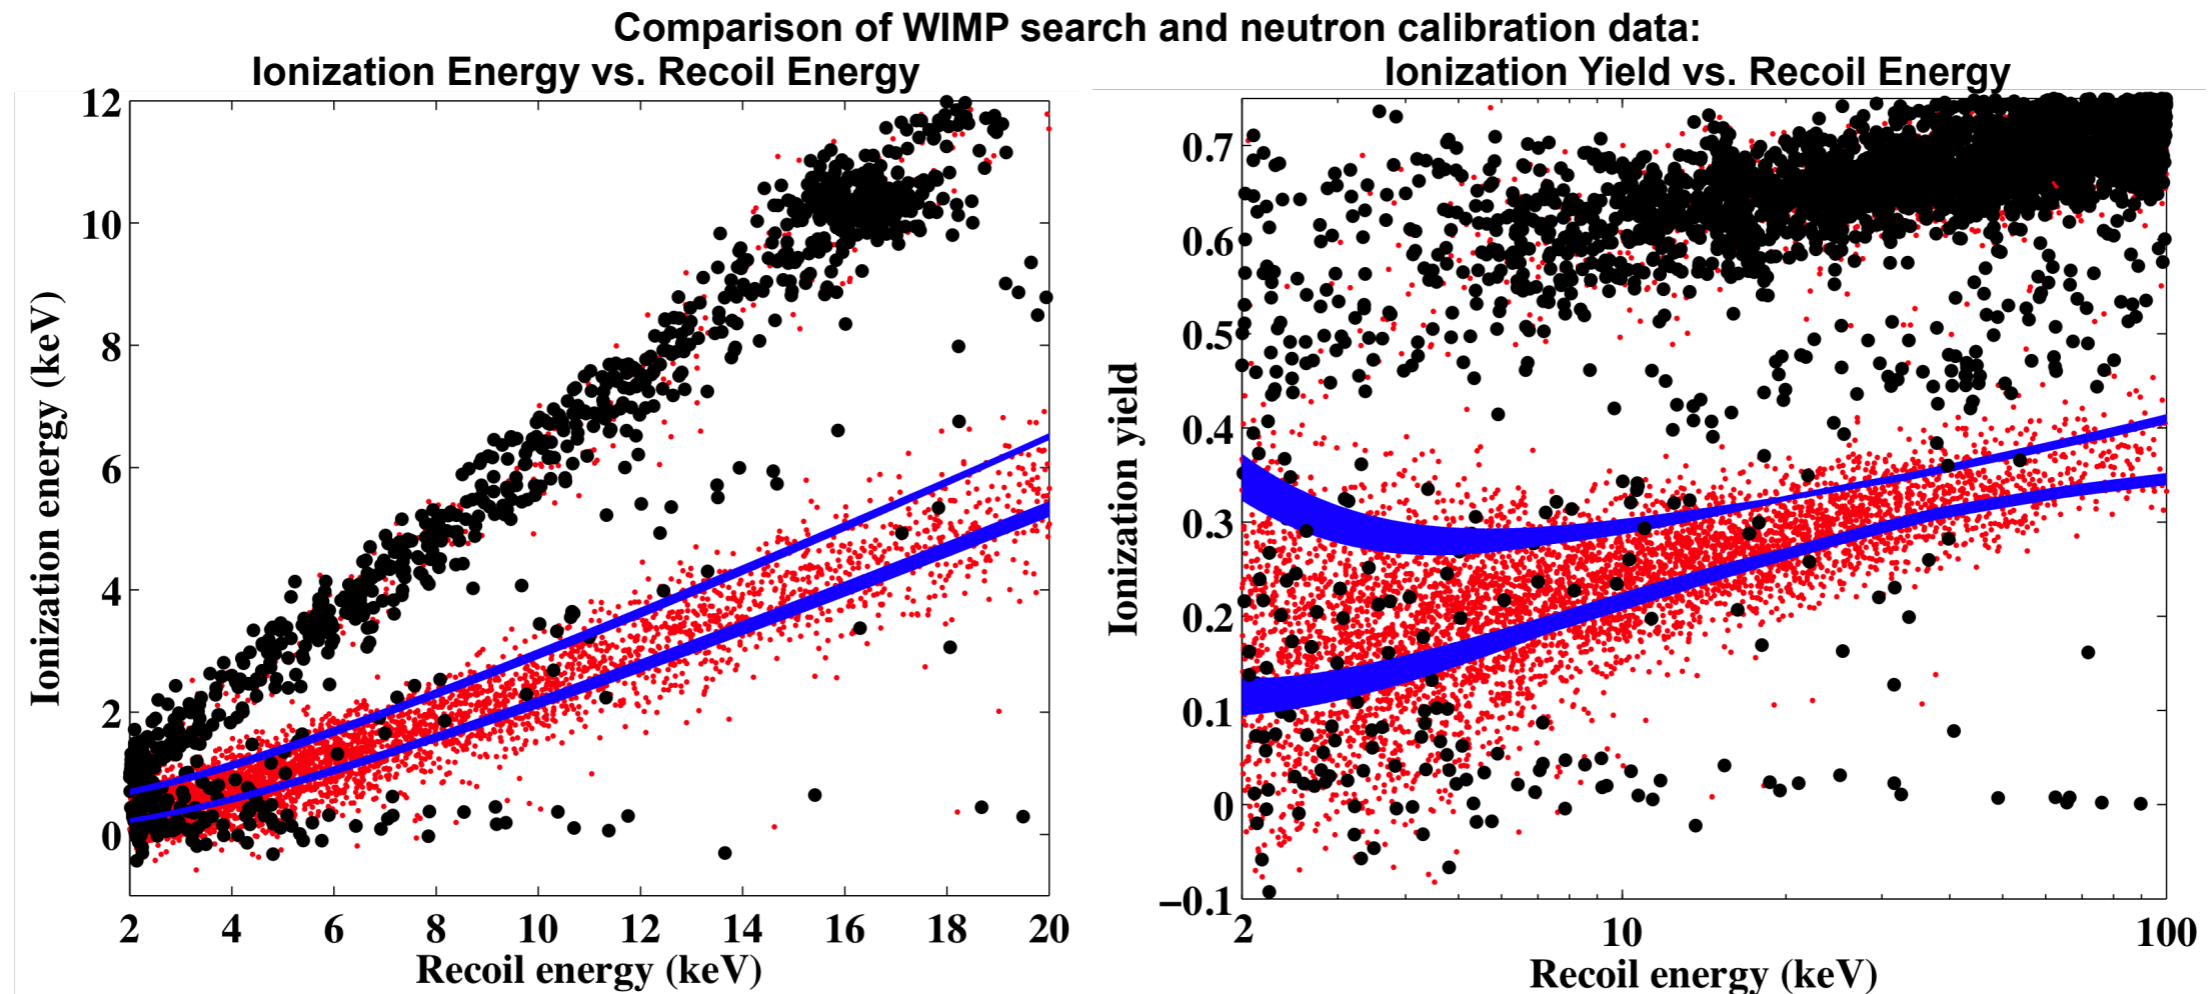 Comparison of WIMP search and neutron calibration data:
Ionization Energy vs. Recoil Energy
Ionization Yield vs. Recoil Energy
12
10
8
6
4
2
0
Ionization energy (keV)
2 4 6 8 10 12 14 16 18 20
Recoil energy (keV)
0.7
0.6
0.5
0.4
0.3
0.2
0.1
0
−0.1
Ionization yield
2 10 100
Recoil energy (keV)